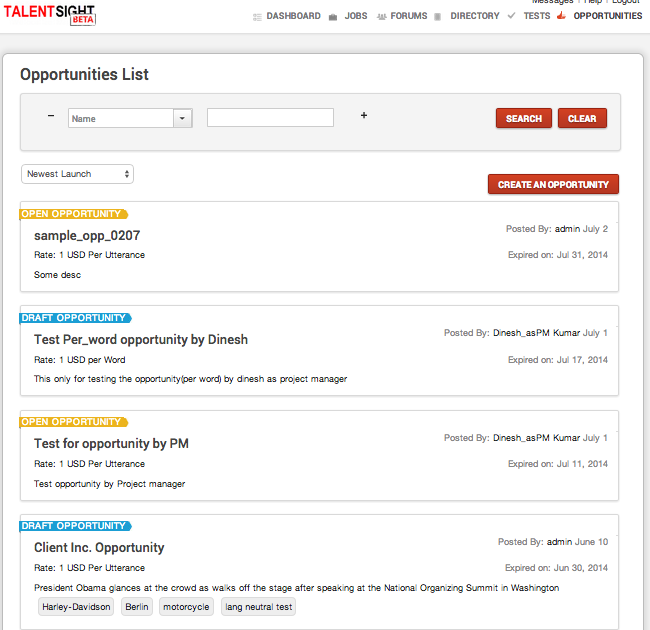 Messages | Help | Logout
TALENTSIGHT
BETA
DASHBOARD JOBS FORUMS DIRECTORY TESTS OPPORTUNITIES
Opportunities List
− Name + SEARCH CLEAR
Newest Launch
CREATE AN OPPORTUNITY
OPEN OPPORTUNITY
sample_opp_0207
Posted By: admin July 2
Rate: 1 USD Per Utterance
Expired on: Jul 31, 2014
Some desc
DRAFT OPPORTUNITY
Test Per_word opportunity by Dinesh
Posted By: Dinesh_asPM Kumar July 1
Rate: 1 USD per Word
Expired on: Jul 17, 2014
This only for testing the opportunity(per word) by dinesh as project manager
OPEN OPPORTUNITY
Test for opportunity by PM
Posted By: Dinesh_asPM Kumar July 1
Rate: 1 USD Per Utterance
Expired on: Jul 11, 2014
Test opportunity by Project manager
DRAFT OPPORTUNITY
Client Inc. Opportunity
Posted By: admin June 10
Rate: 1 USD Per Utterance
Expired on: Jun 30, 2014
President Obama glances at the crowd as walks off the stage after speaking at the National Organizing Summit in Washington
Harley-Davidson Berlin motorcycle lang neutral test